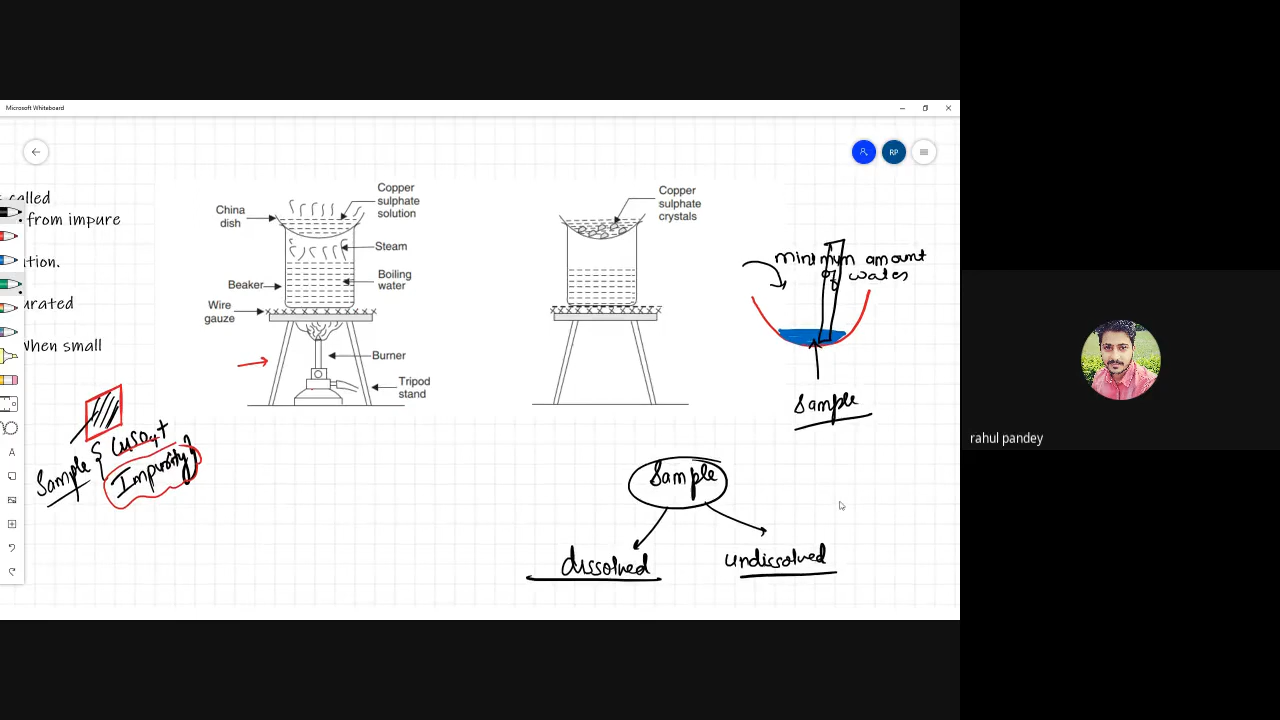 Microsoft Whiteboard
RP
called
from impure
ation.
urated
When small
China
dish
Copper
sulphate
solution
Steam
Boiling
water
Beaker
Wire
gauze
Burner
Tripod
stand
Copper
sulphate
crystals
minimum amount
of water
Sample
Sample { CuSO4 +
Impurity }
Sample
dissolved
undissolved
A
rahul pandey